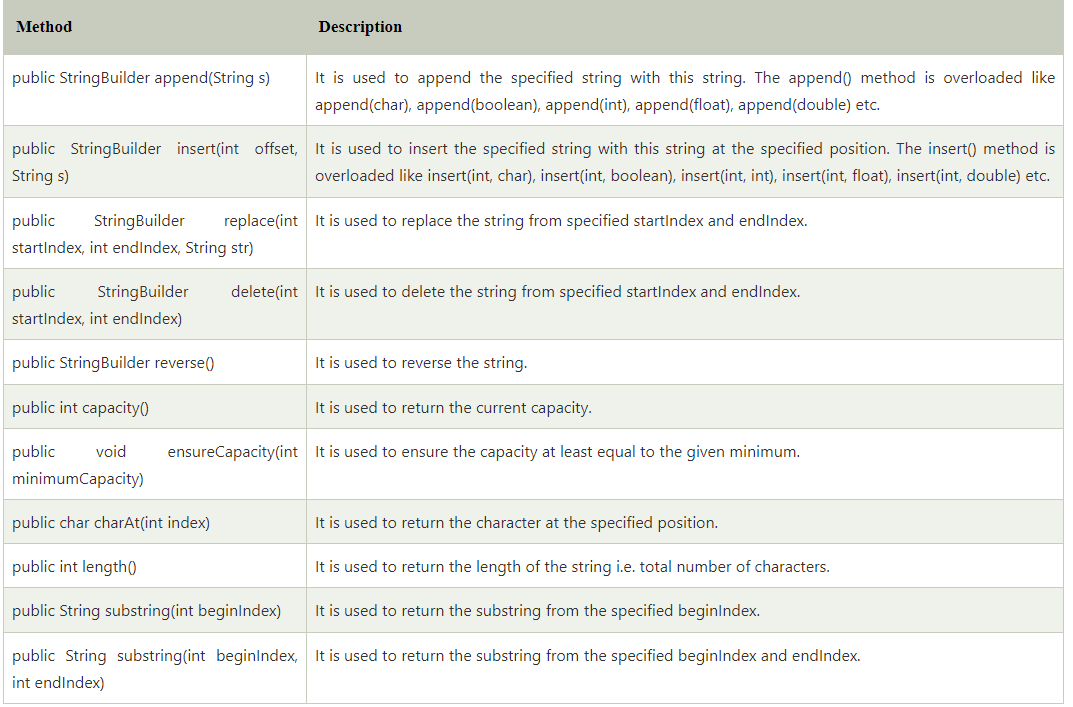 Method Description
public StringBuilder append(String s)
It is used to append the specified string with this string. The append() method is overloaded like
append(char), append(boolean), append(int), append(float), append(double) etc.
public StringBuilder insert(int offset,
String s)
It is used to insert the specified string with this string at the specified position. The insert() method is
overloaded like insert(int, char), insert(int, boolean), insert(int, int), insert(int, float), insert(int, double) etc.
public StringBuilder replace(int
startIndex, int endIndex, String str)
It is used to replace the string from specified startIndex and endIndex.
public StringBuilder delete(int
startIndex, int endIndex)
It is used to delete the string from specified startIndex and endIndex.
public StringBuilder reverse()
It is used to reverse the string.
public int capacity()
It is used to return the current capacity.
public void ensureCapacity(int
minimumCapacity)
It is used to ensure the capacity at least equal to the given minimum.
public char charAt(int index)
It is used to return the character at the specified position.
public int length()
It is used to return the length of the string i.e. total number of characters.
public String substring(int beginIndex)
It is used to return the substring from the specified beginIndex.
public String substring(int beginIndex,
int endIndex)
It is used to return the substring from the specified beginIndex and endIndex.